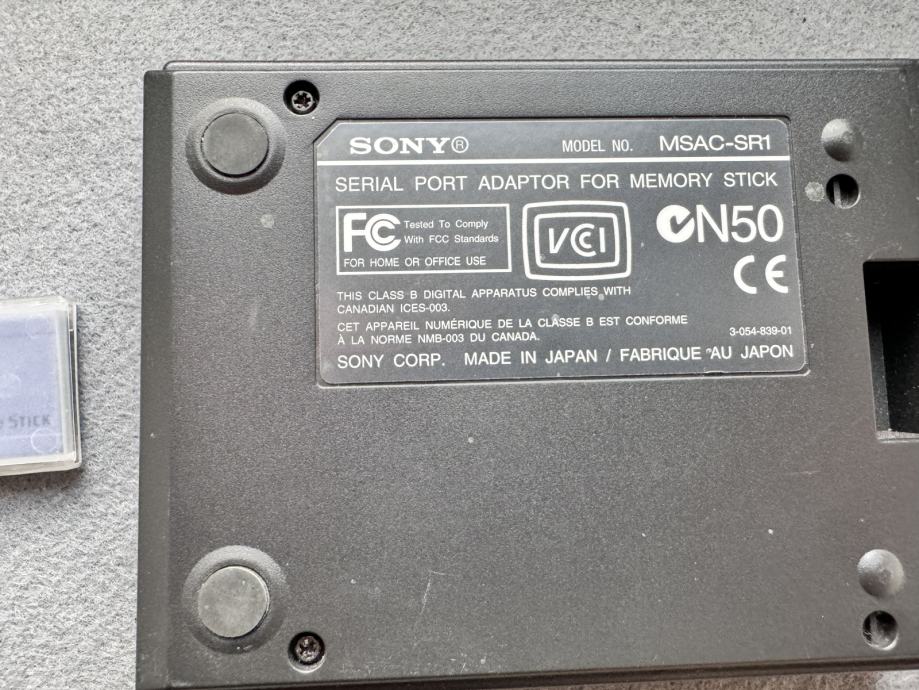 SONY® MODEL NO. MSAC-SR1
SERIAL PORT ADAPTOR FOR MEMORY STICK
FC Tested To Comply
With FCC Standards
FOR HOME OR OFFICE USE
VCI
N50
CE
THIS CLASS B DIGITAL APPARATUS COMPLIES WITH
CANADIAN ICES-003.
CET APPAREIL NUMÉRIQUE DE LA CLASSE B EST CONFORME
À LA NORME NMB-003 DU CANADA.
3-054-839-01
SONY CORP. MADE IN JAPAN / FABRIQUE AU JAPON
STICK